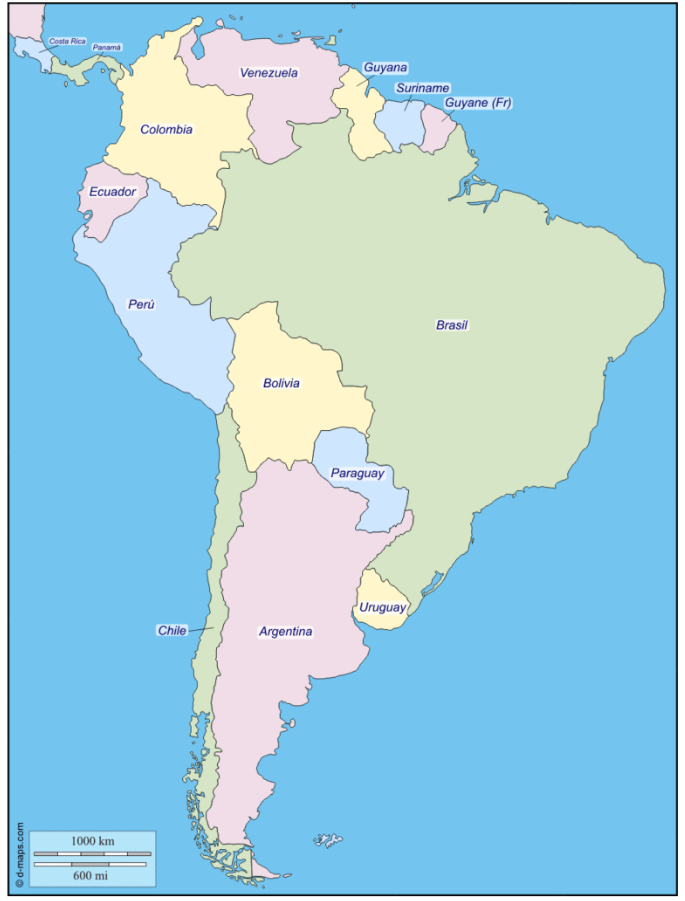 Costa Rica
Panamá
Venezuela
Guyana
Suriname
Guyane (Fr)
Colombia
Ecuador
Perú
Brasil
Bolivia
Paraguay
Uruguay
Chile
Argentina
© d-maps.com
1000 km
600 mi